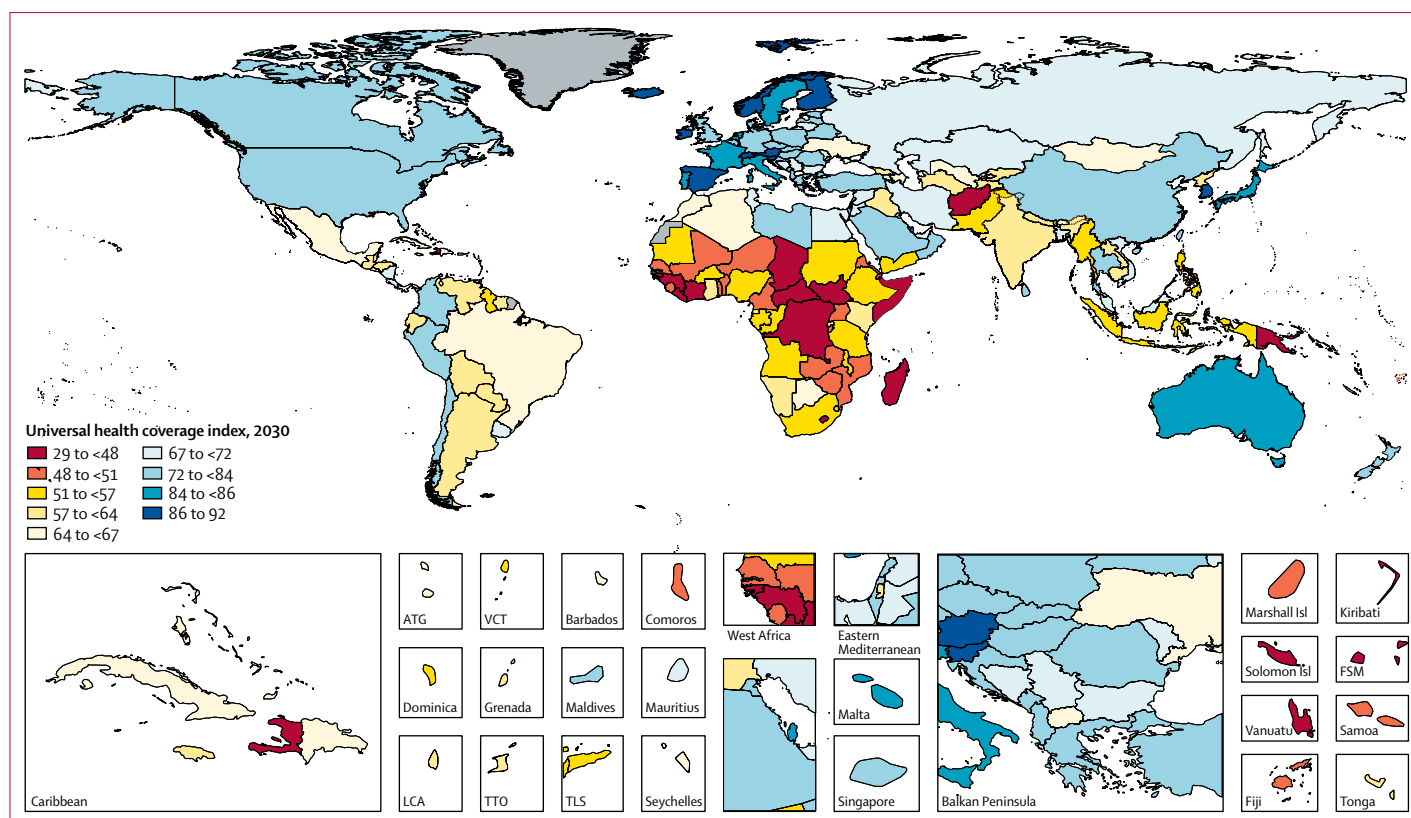 Universal health coverage index, 2030
29 to <48
48 to <51
51 to <57
57 to <64
64 to <67
67 to <72
72 to <84
84 to <86
86 to 92
Caribbean
ATG
VCT
Barbados
Comoros
West Africa
Eastern
Mediterranean
Dominica
Grenada
Maldives
Mauritius
Malta
LCA
TTO
TLS
Seychelles
Singapore
Balkan Peninsula
Marshall Isl
Kiribati
Solomon Isl
FSM
Vanuatu
Samoa
Fiji
Tonga